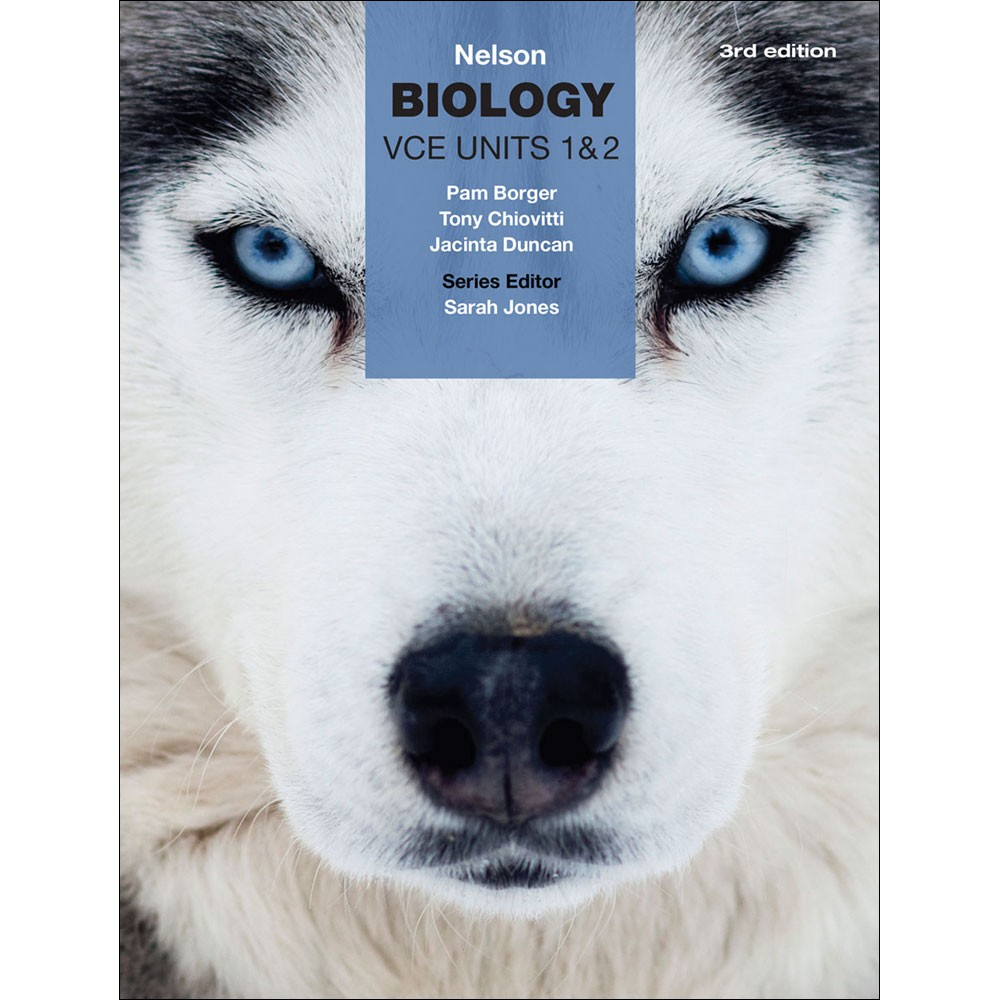 Nelson
3rd edition
BIOLOGY
VCE UNITS 1 & 2
Pam Borger
Tony Chiovitti
Jacinta Duncan
Series Editor
Sarah Jones